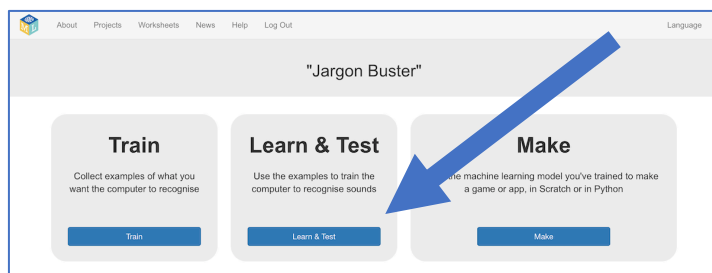 About Projects Worksheets News Help Log Out Language
"Jargon Buster"
Train
Collect examples of what you
want the computer to recognise
Train
Learn & Test
Use the examples to train the
computer to recognise sounds
Learn & Test
Make
the machine learning model you've trained to make
a game or app, in Scratch or in Python
Make